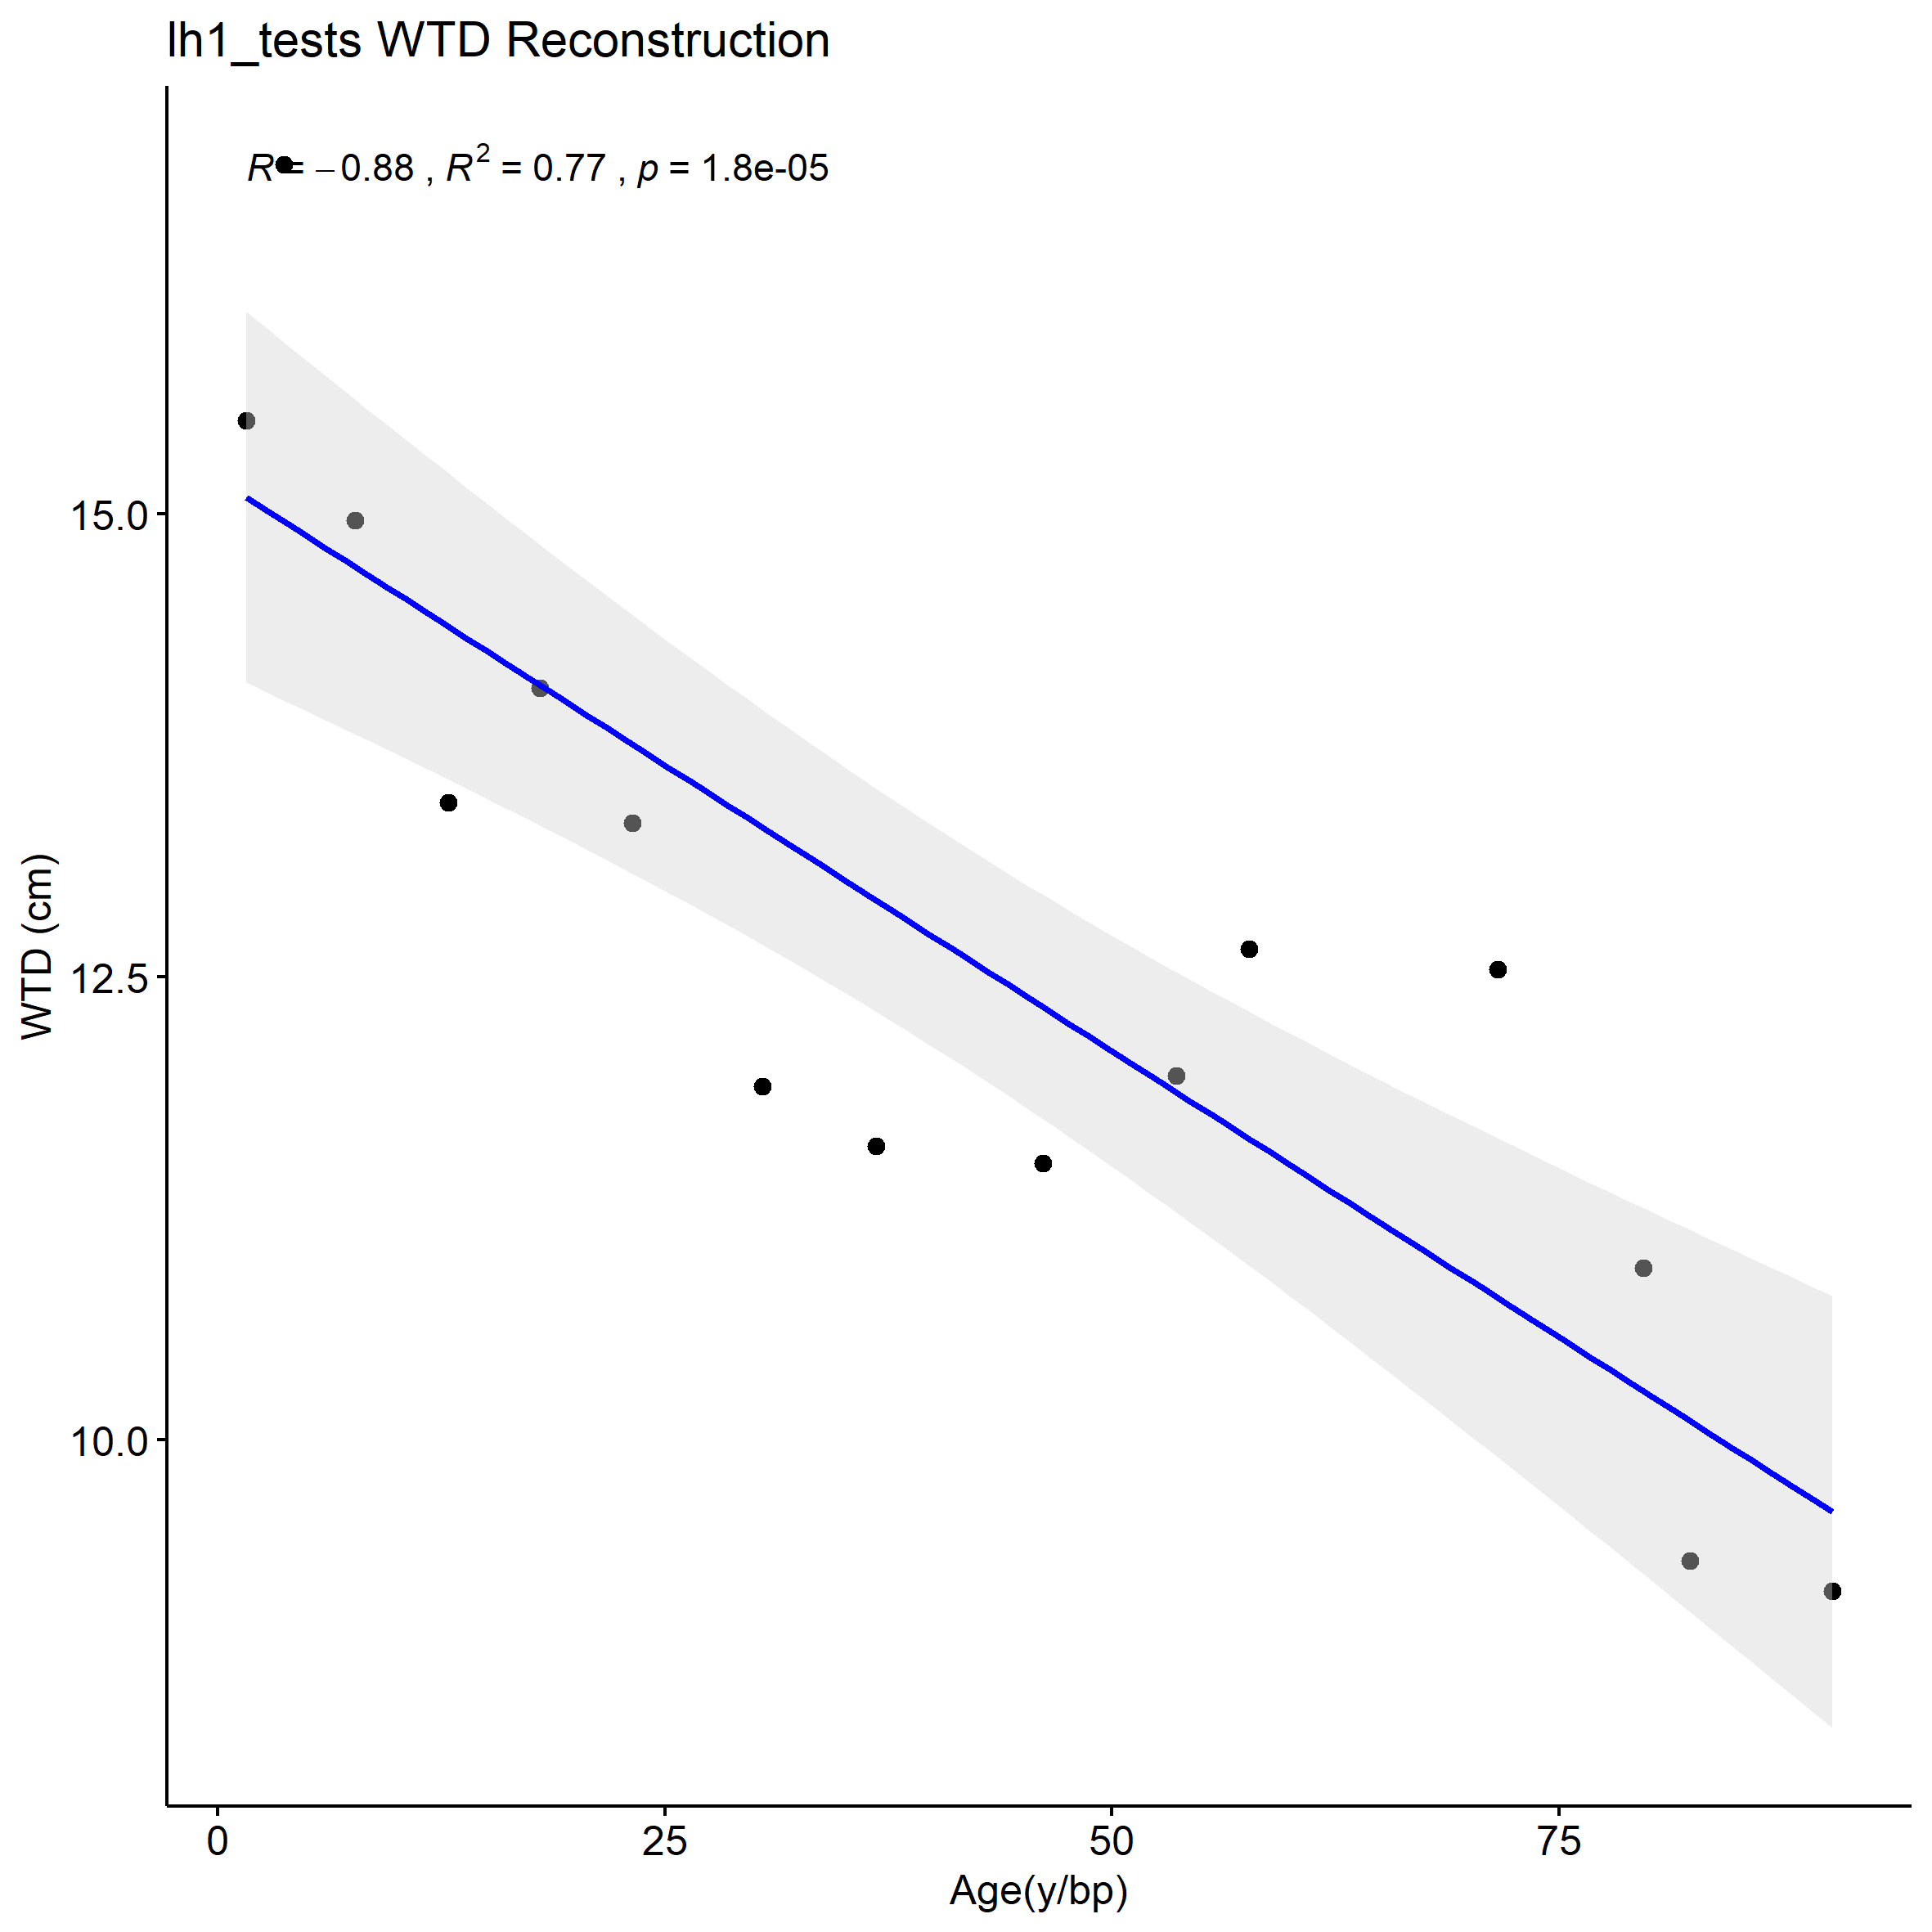 lh1_tests WTD Reconstruction
R = −0.88 , R² = 0.77 , p = 1.8e-05
15.0
12.5
10.0
WTD (cm)
0 25 50 75
Age(y/bp)